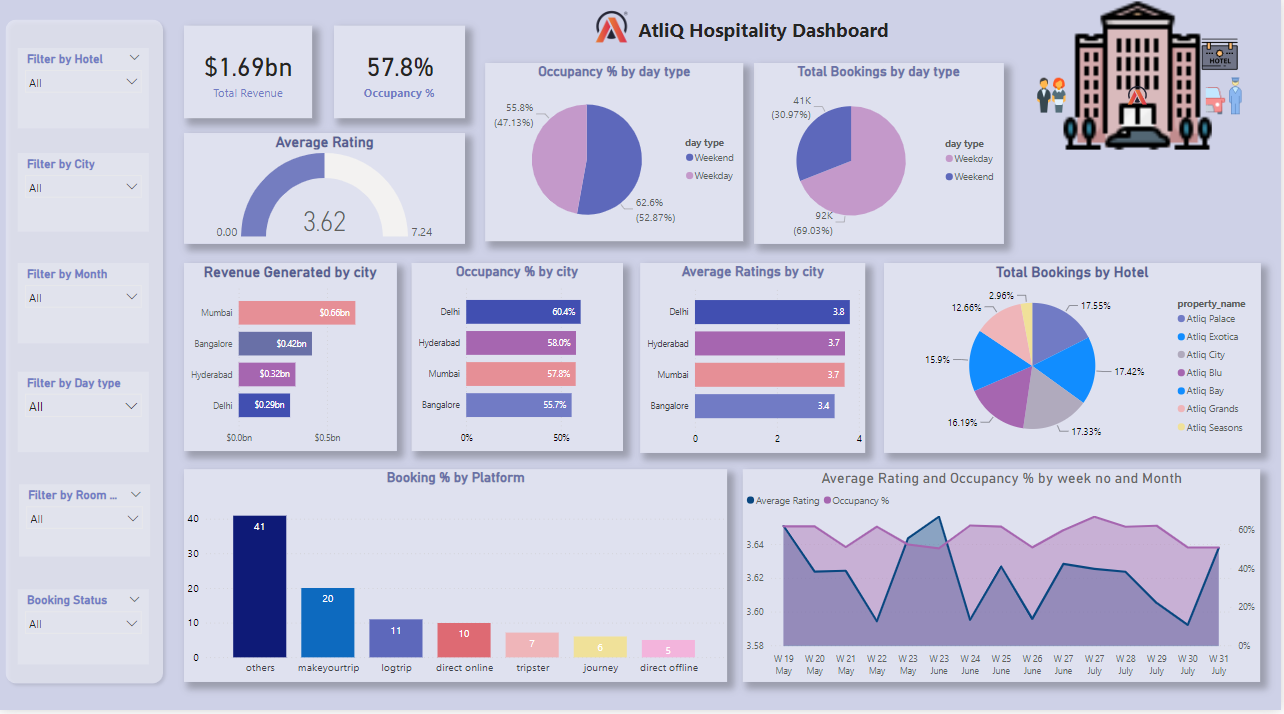 AtliQ Hospitality Dashboard
HOTEL
Filter by Hotel
All
Filter by City
All
Filter by Month
All
Filter by Day type
All
Filter by Room ...
All
Booking Status
All
$1.69bn
Total Revenue
57.8%
Occupancy %
Average Rating
3.62
0.00
7.24
Occupancy % by day type
55.8%
(47.13%)
62.6%
(52.87%)
day type
Weekend
Weekday
Total Bookings by day type
41K
(30.97%)
92K
(69.03%)
day type
Weekday
Weekend
Revenue Generated by city
Mumbai $0.66bn
Bangalore $0.42bn
Hyderabad $0.32bn
Delhi $0.29bn
$0.0bn $0.5bn
Occupancy % by city
Delhi 60.4%
Hyderabad 58.0%
Mumbai 57.8%
Bangalore 55.7%
0% 50%
Average Ratings by city
Delhi 3.8
Hyderabad 3.7
Mumbai 3.7
Bangalore 3.4
0 2 4
Total Bookings by Hotel
2.96%
17.55%
12.66%
15.9%
17.42%
16.19%
17.33%
property_name
Atliq Palace
Atliq Exotica
Atliq City
Atliq Blu
Atliq Bay
Atliq Grands
Atliq Seasons
Booking % by Platform
40
30
20
10
0
41
20
11
10
7
6
5
others makeyourtrip logtrip direct online tripster journey direct offline
Average Rating and Occupancy % by week no and Month
Average Rating Occupancy %
3.64
3.62
3.60
3.58
60%
40%
20%
0%
W 19 W 20 W 21 W 22 W 23 W 23 W 24 W 25 W 26 W 27 W 27 W 28 W 29 W 30 W 31
May May May May May June June June June June July July July July July